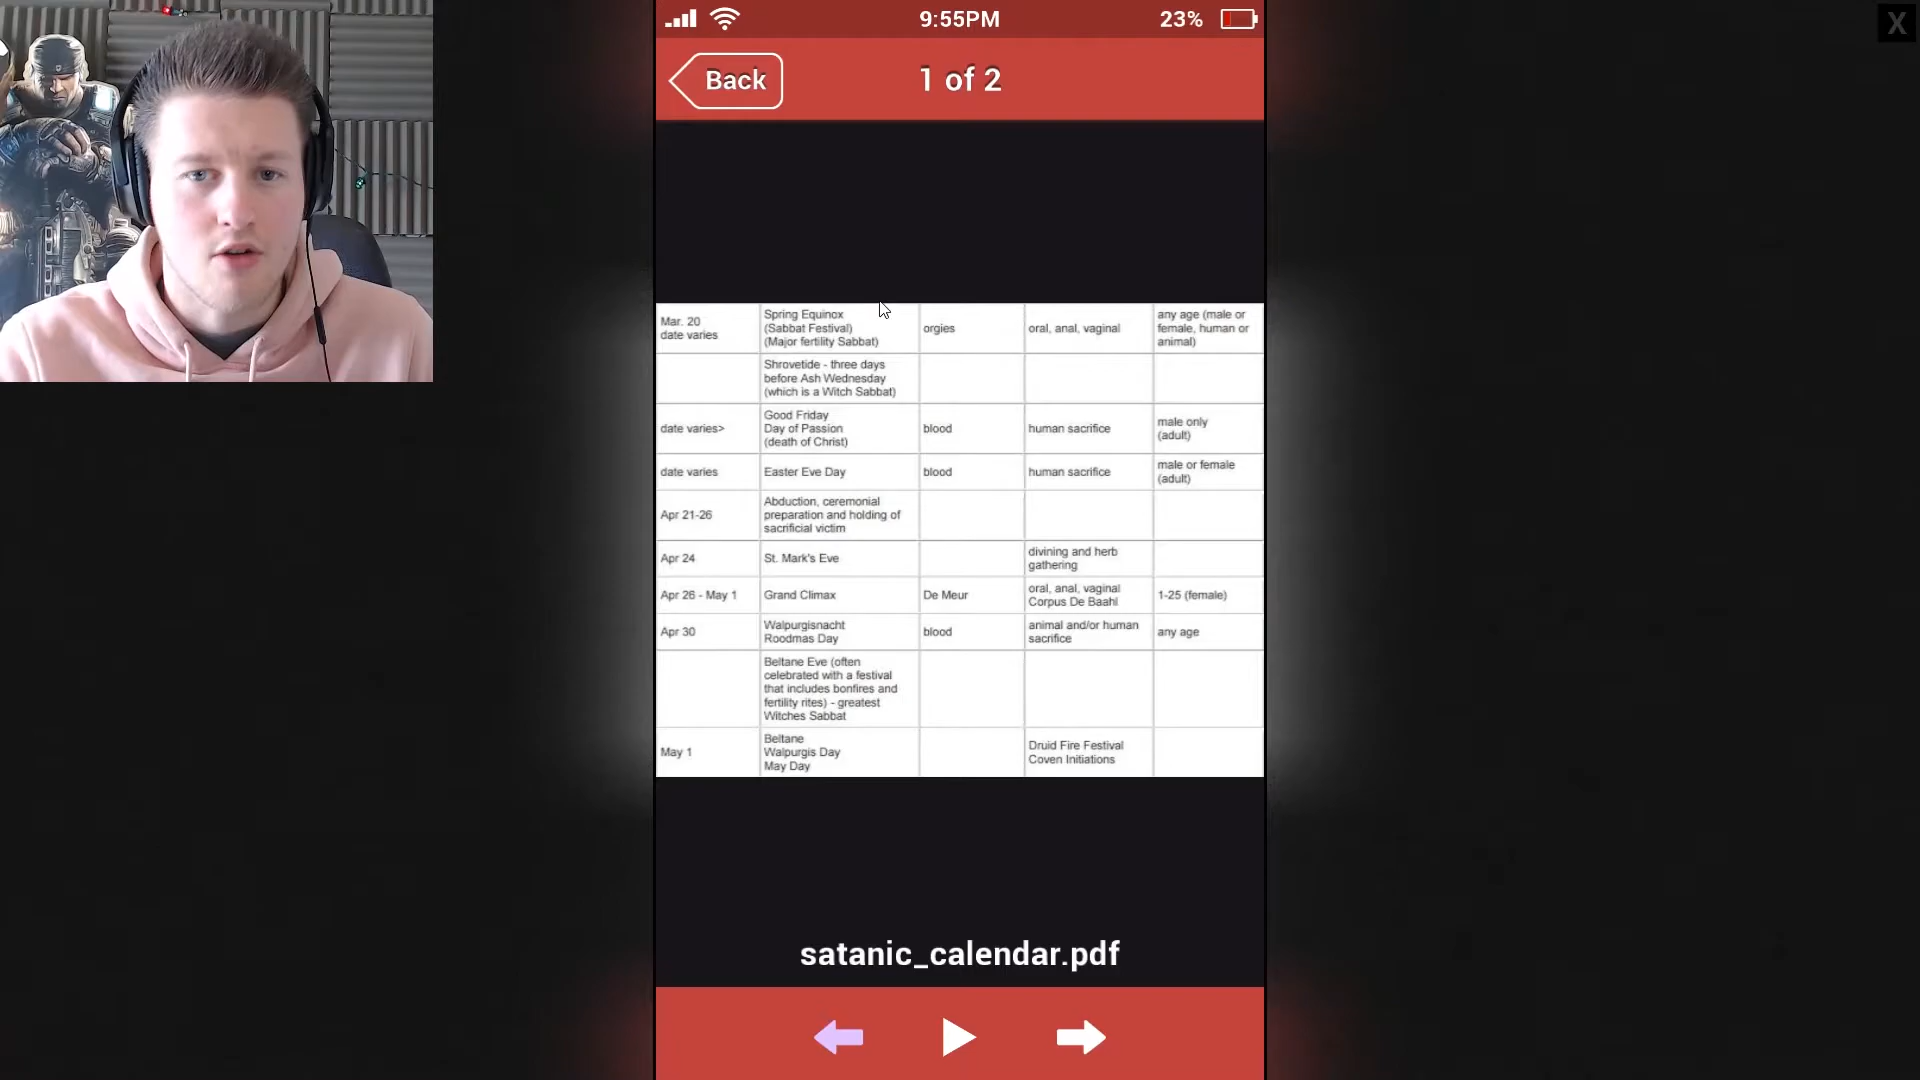 9:55PM
23%
X
Back
1 of 2
Mar. 20
date varies
Spring Equinox
(Sabbat Festival)
(Major fertility Sabbat)
orgies
oral, anal, vaginal
any age (male or
female, human or
animal)
Shrovetide - three days
before Ash Wednesday
(which is a Witch Sabbat)
date varies>
Good Friday
Day of Passion
(death of Christ)
blood
human sacrifice
male only
(adult)
date varies
Easter Eve Day
blood
human sacrifice
male or female
(adult)
Apr 21-26
Abduction, ceremonial
preparation and holding of
sacrificial victim
Apr 24
St. Mark's Eve
divining and herb
gathering
Apr 26 - May 1
Grand Climax
De Meur
oral, anal, vaginal
Corpus De Baahl
1-25 (female)
Apr 30
Walpurgisnacht
Roodmas Day
blood
animal and/or human
sacrifice
any age
Beltane Eve (often
celebrated with a festival
that includes bonfires and
fertility rites) - greatest
Witches Sabbat
May 1
Beltane
Walpurgis Day
May Day
Druid Fire Festival
Coven Initiations
satanic_calendar.pdf